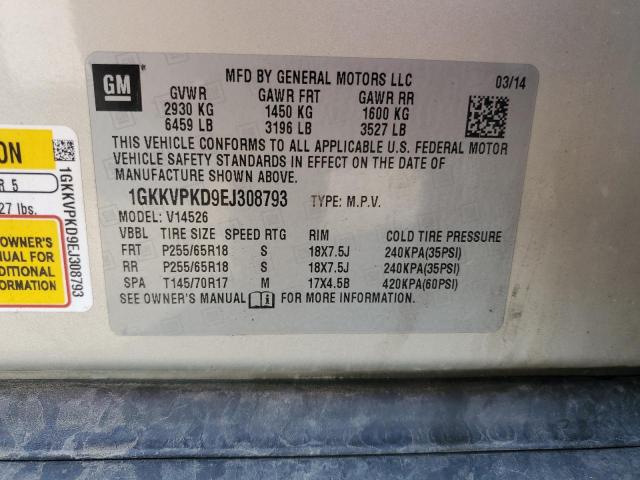 GM
MFD BY GENERAL MOTORS LLC 03/14
GVWR GAWR FRT GAWR RR
2930 KG 1450 KG 1600 KG
6459 LB 3196 LB 3527 LB
THIS VEHICLE CONFORMS TO ALL APPLICABLE U.S. FEDERAL MOTOR
VEHICLE SAFETY STANDARDS IN EFFECT ON THE DATE OF
MANUFACTURE SHOWN ABOVE.
1GKKVPKD9EJ308793 TYPE: M.P.V.
MODEL: V14526
VBBL TIRE SIZE SPEED RTG RIM COLD TIRE PRESSURE
FRT P255/65R18 S 18X7.5J 240KPA(35PSI)
RR P255/65R18 S 18X7.5J 240KPA(35PSI)
SPA T145/70R17 M 17X4.5B 420KPA(60PSI)
SEE OWNER'S MANUAL FOR MORE INFORMATION.
ON
R 5
27 lbs.
OWNER'S
NUAL FOR
DITIONAL
ORMATION
1GKKVPKD9EJ308793